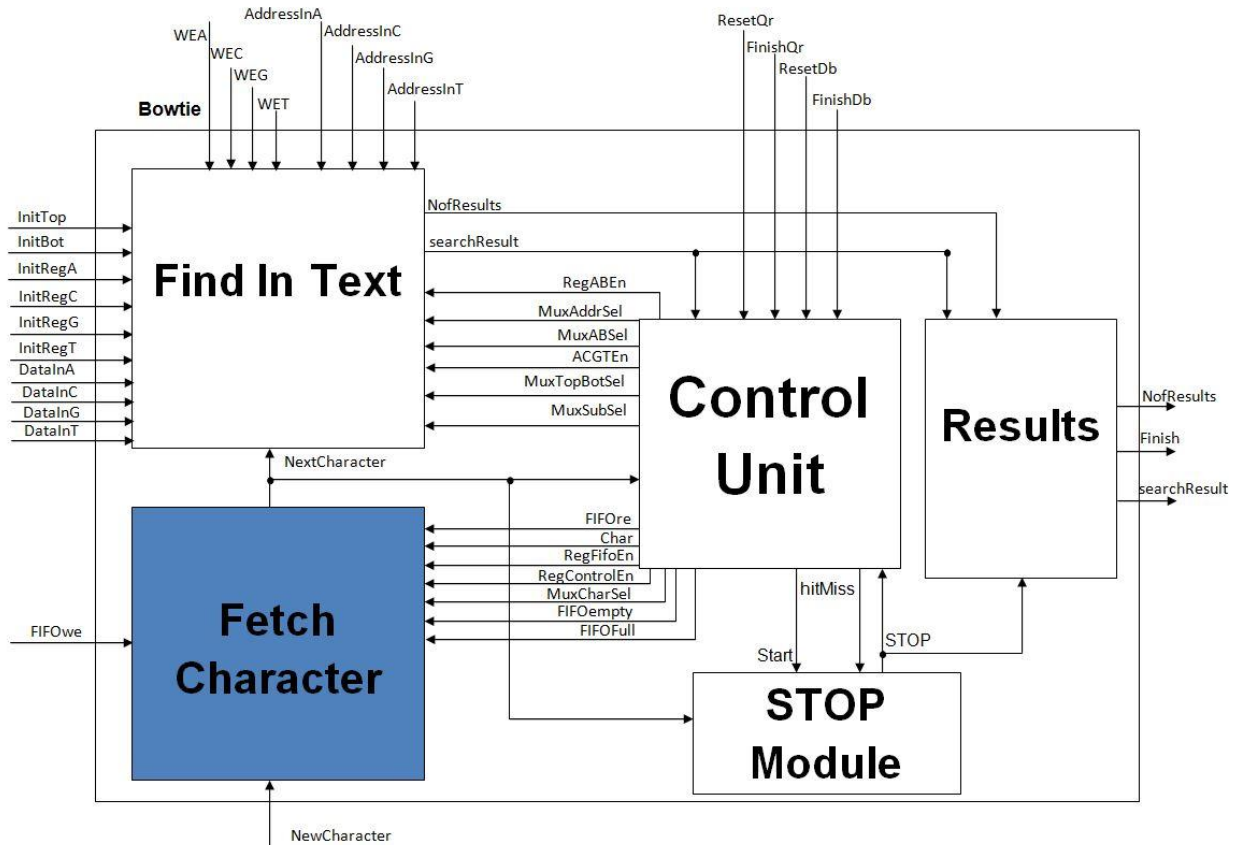 AddressInA
ResetQr
WEA
AddressInC
FinishQr
WEC
AddressInG
ResetDb
WEG
AddressInT
FinishDb
WET
Bowtie
NofResults
InitTop
searchResult
InitBot
Find In Text
InitRegA
RegABEn
InitRegC
MuxAddrSel
InitRegG
MuxABSel
InitRegT
ACGTEn
DataInA
MuxTopBotSel
DataInC
MuxSubSel
DataInG
DataInT
Control
Unit
Results
NofResults
Finish
searchResult
NextCharacter
FIFOre
Char
RegFifoEn
RegControlEn
MuxCharSel
FIFOempty
FIFOFull
hitMiss
Fetch
Character
FIFOwe
STOP
Start
STOP
Module
NewCharacter